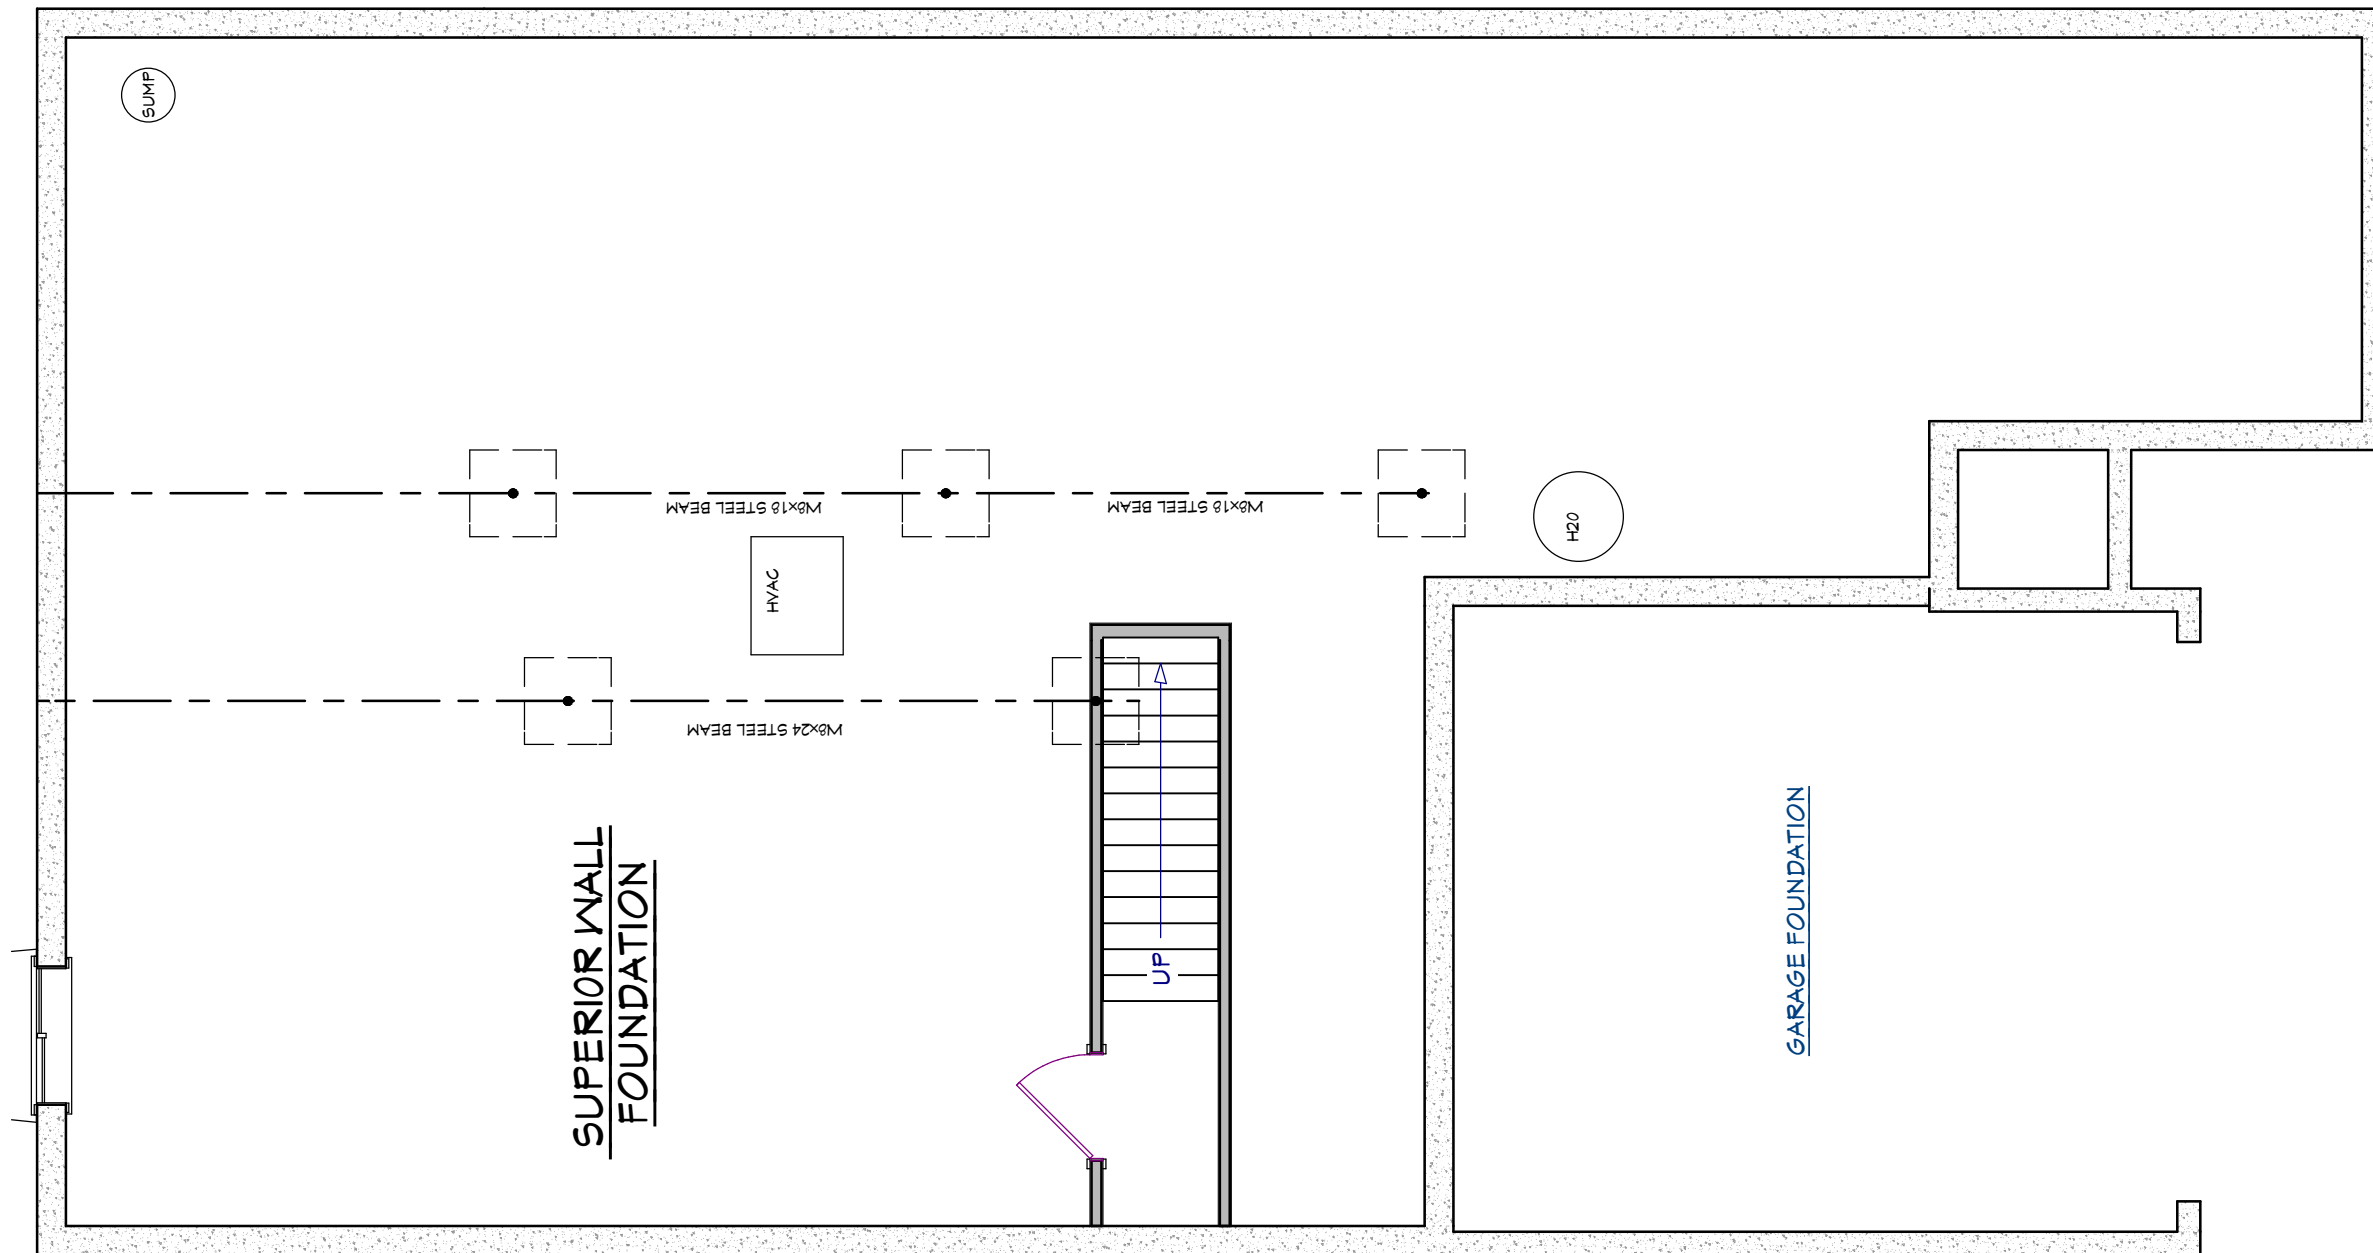 SUMP
W8x18 STEEL BEAM
W8x18 STEEL BEAM
H20
HVAC
W8x24 STEEL BEAM
SUPERIOR WALL
FOUNDATION
UP
GARAGE FOUNDATION